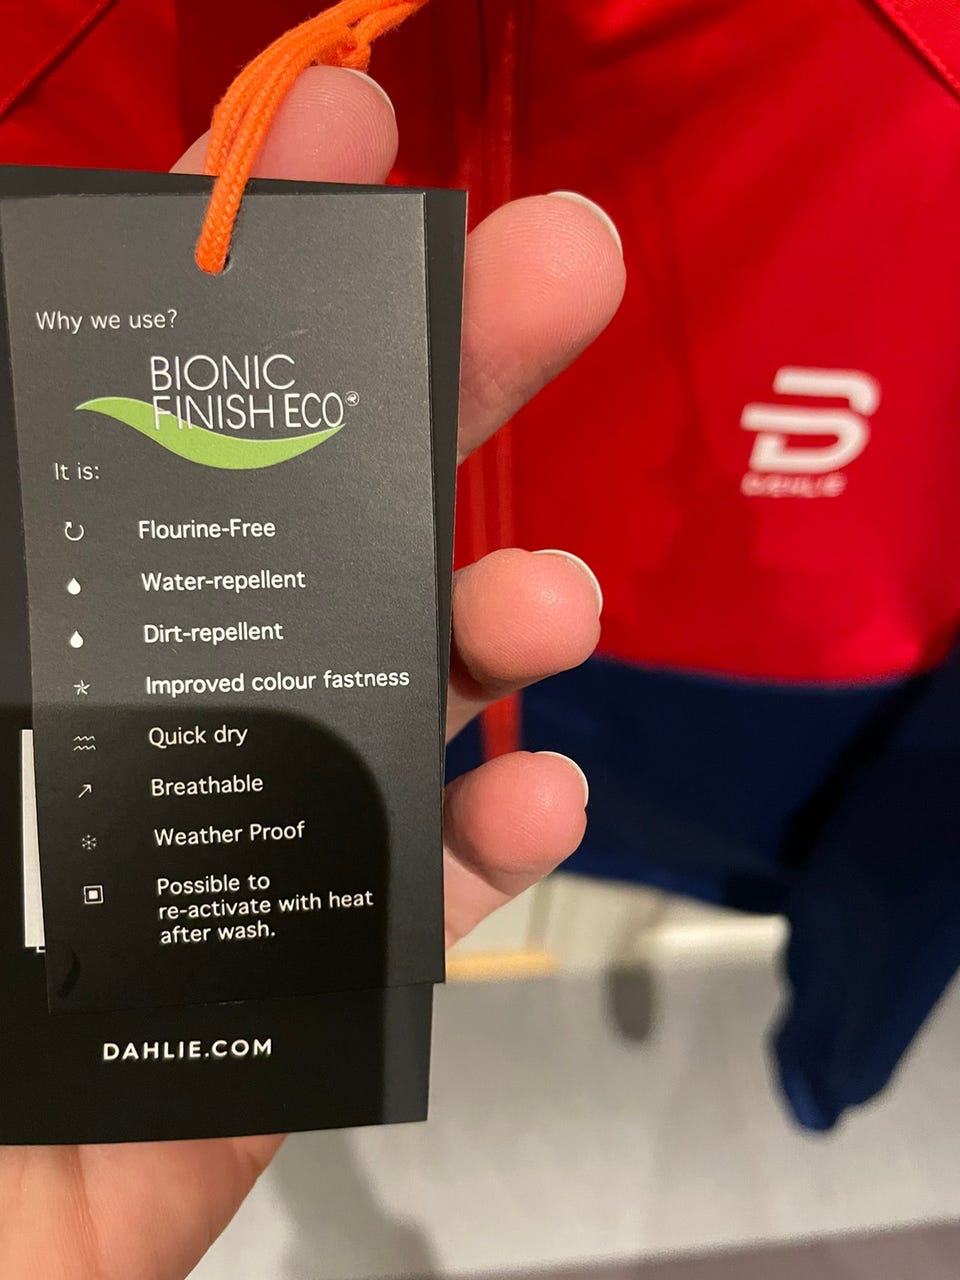 Why we use?
BIONIC
FINISH ECO®
It is:
Flourine-Free
Water-repellent
Dirt-repellent
Improved colour fastness
Quick dry
Breathable
Weather Proof
Possible to
re-activate with heat
after wash.
DAHLIE.COM
DÆHLIE